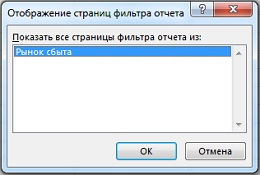 Отображение страниц фильтра отчета
Показать все страницы фильтра отчета из:
Рынок сбыта
ОК
Отмена